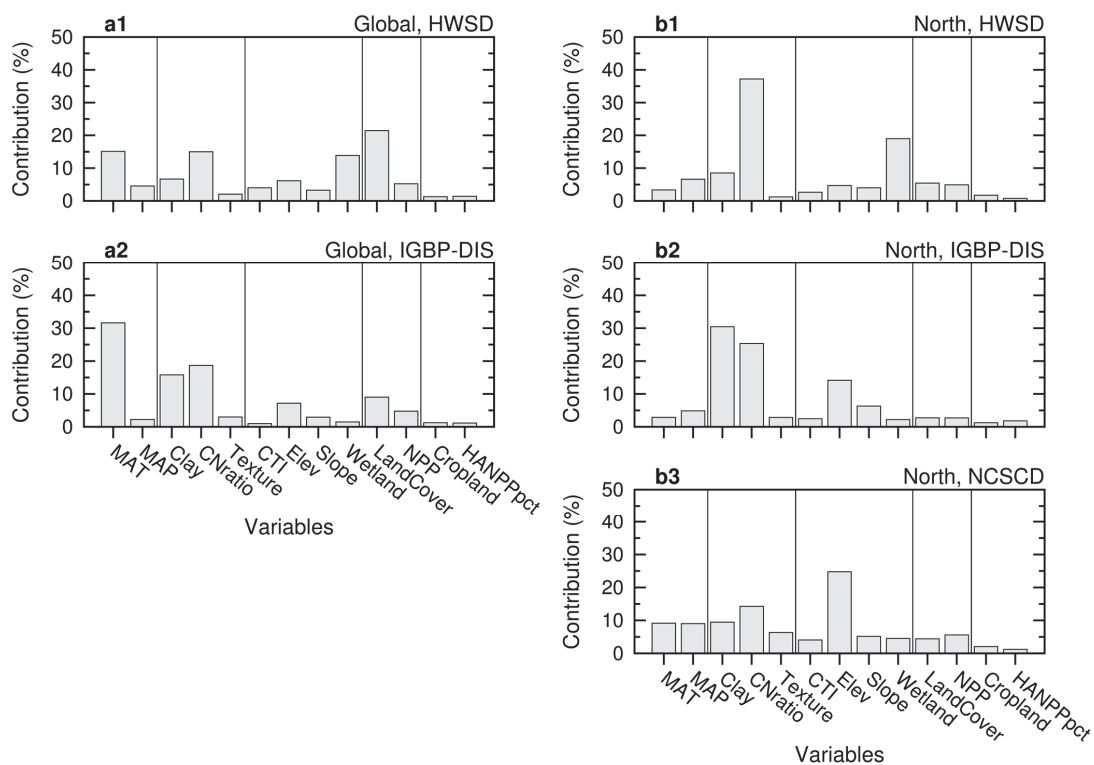 a1 Global, HWSD
50
40
30
20
10
0
Contribution (%)
a2 Global, IGBP-DIS
50
40
30
20
10
0
Contribution (%)
MAT MAP Clay CNratio Texture CTI Elev Slope Wetland LandCover NPP Cropland HANPPpct
Variables
b1 North, HWSD
50
40
30
20
10
0
Contribution (%)
b2 North, IGBP-DIS
50
40
30
20
10
0
Contribution (%)
b3 North, NCSCD
50
40
30
20
10
0
Contribution (%)
MAT MAP Clay CNratio Texture CTI Elev Slope Wetland LandCover NPP Cropland HANPPpct
Variables